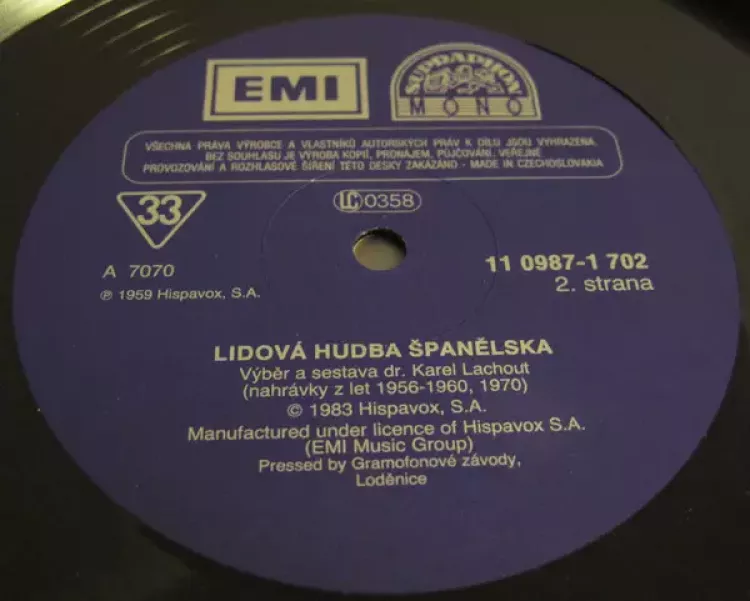 EMI
SUPRAPHON
MONO
VŠECHNA PRÁVA VÝROBCE A VLASTNÍKŮ AUTORSKÝCH PRÁV K DÍLU JSOU VYHRAZENA.
BEZ SOUHLASU JE VÝROBA KOPIÍ, PRONÁJEM, PŮJČOVÁNÍ, VEŘEJNÉ
PROVOZOVÁNÍ A ROZHLASOVÉ ŠÍŘENÍ TÉTO DESKY ZAKÁZÁNO - MADE IN CZECHOSLOVAKIA
33
LC 0358
A 7070
℗ 1959 Hispavox, S.A.
11 0987-1 702
2. strana
LIDOVÁ HUDBA ŠPANĚLSKA
Výběr a sestava dr. Karel Lachout
(nahrávky z let 1956-1960, 1970)
© 1983 Hispavox, S.A.
Manufactured under licence of Hispavox S.A.
(EMI Music Group)
Pressed by Gramofonové závody,
Loděnice